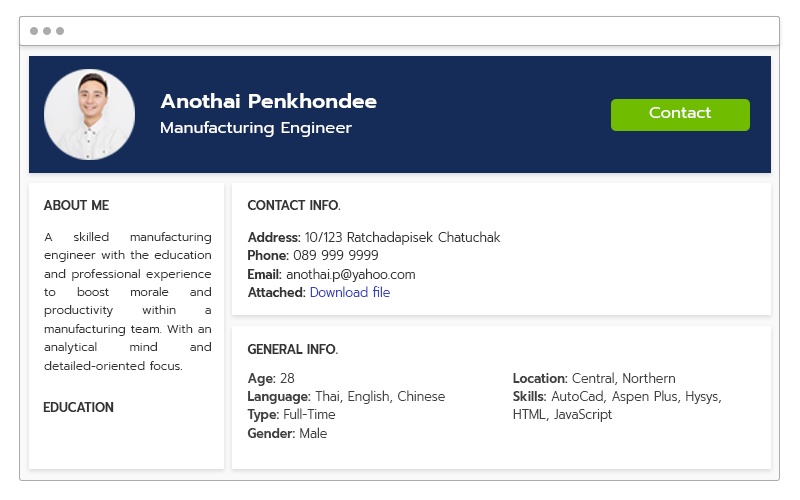 Anothai Penkhondee
Manufacturing Engineer
Contact
ABOUT ME
A skilled manufacturing
engineer with the education
and professional experience
to boost morale and
productivity within a
manufacturing team. With an
analytical mind and
detailed-oriented focus.
EDUCATION
CONTACT INFO.
Address: 10/123 Ratchadapisek Chatuchak
Phone: 089 999 9999
Email: anothai.p@yahoo.com
Attached: Download file
GENERAL INFO.
Age: 28
Language: Thai, English, Chinese
Type: Full-Time
Gender: Male
Location: Central, Northern
Skills: AutoCad, Aspen Plus, Hysys,
HTML, JavaScript